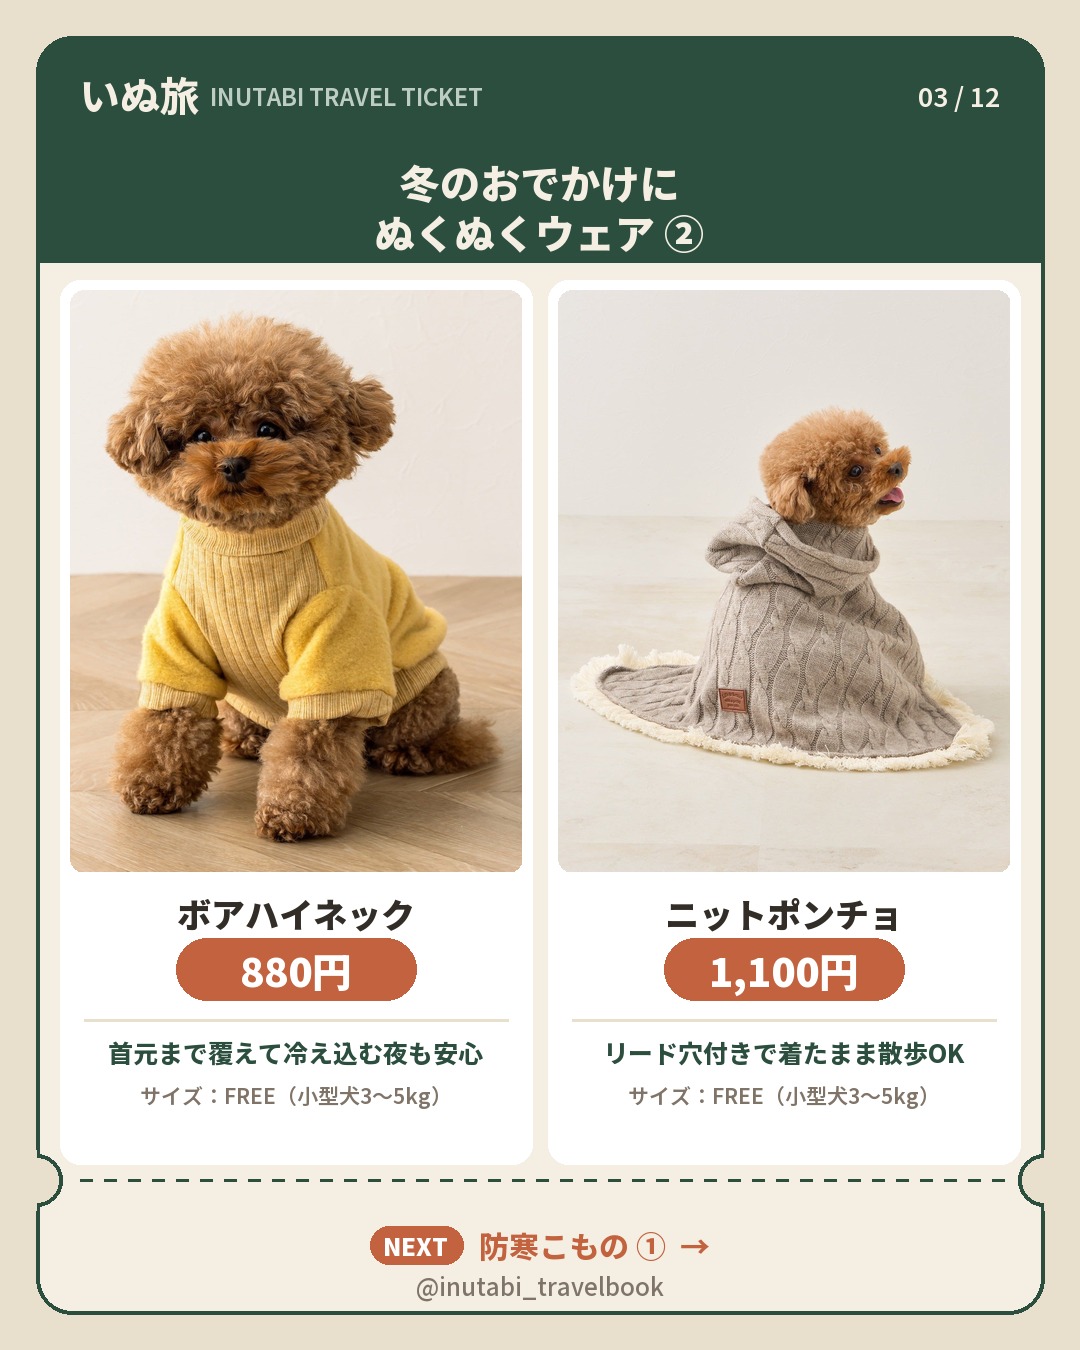 いぬ旅 INUTABI TRAVEL TICKET
03 / 12
冬のおでかけに
ぬくぬくウェア ②
ボアハイネック
880円
首元まで覆えて冷え込む夜も安心
サイズ：FREE（小型犬3〜5kg）
ニットポンチョ
1,100円
リード穴付きで着たまま散歩OK
サイズ：FREE（小型犬3〜5kg）
NEXT 防寒こもの ① →
@inutabi_travelbook